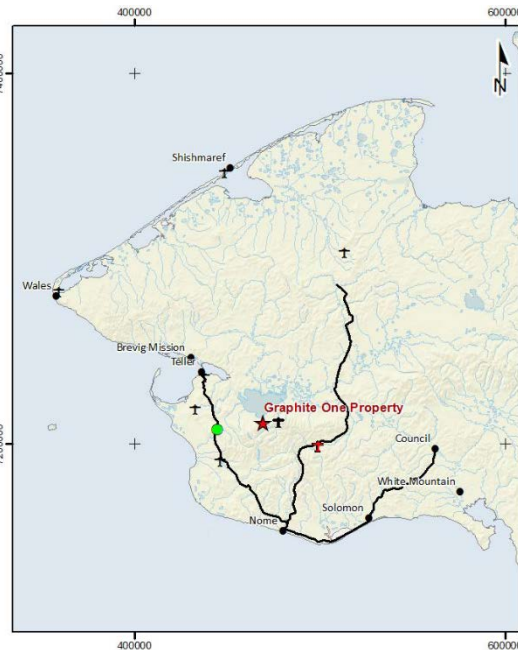 400000
600000
N
Shishmaref
Wales
Brevig Mission
Teller
Graphite One Property
Council
White Mountain
Solomon
Nome
400000
600000